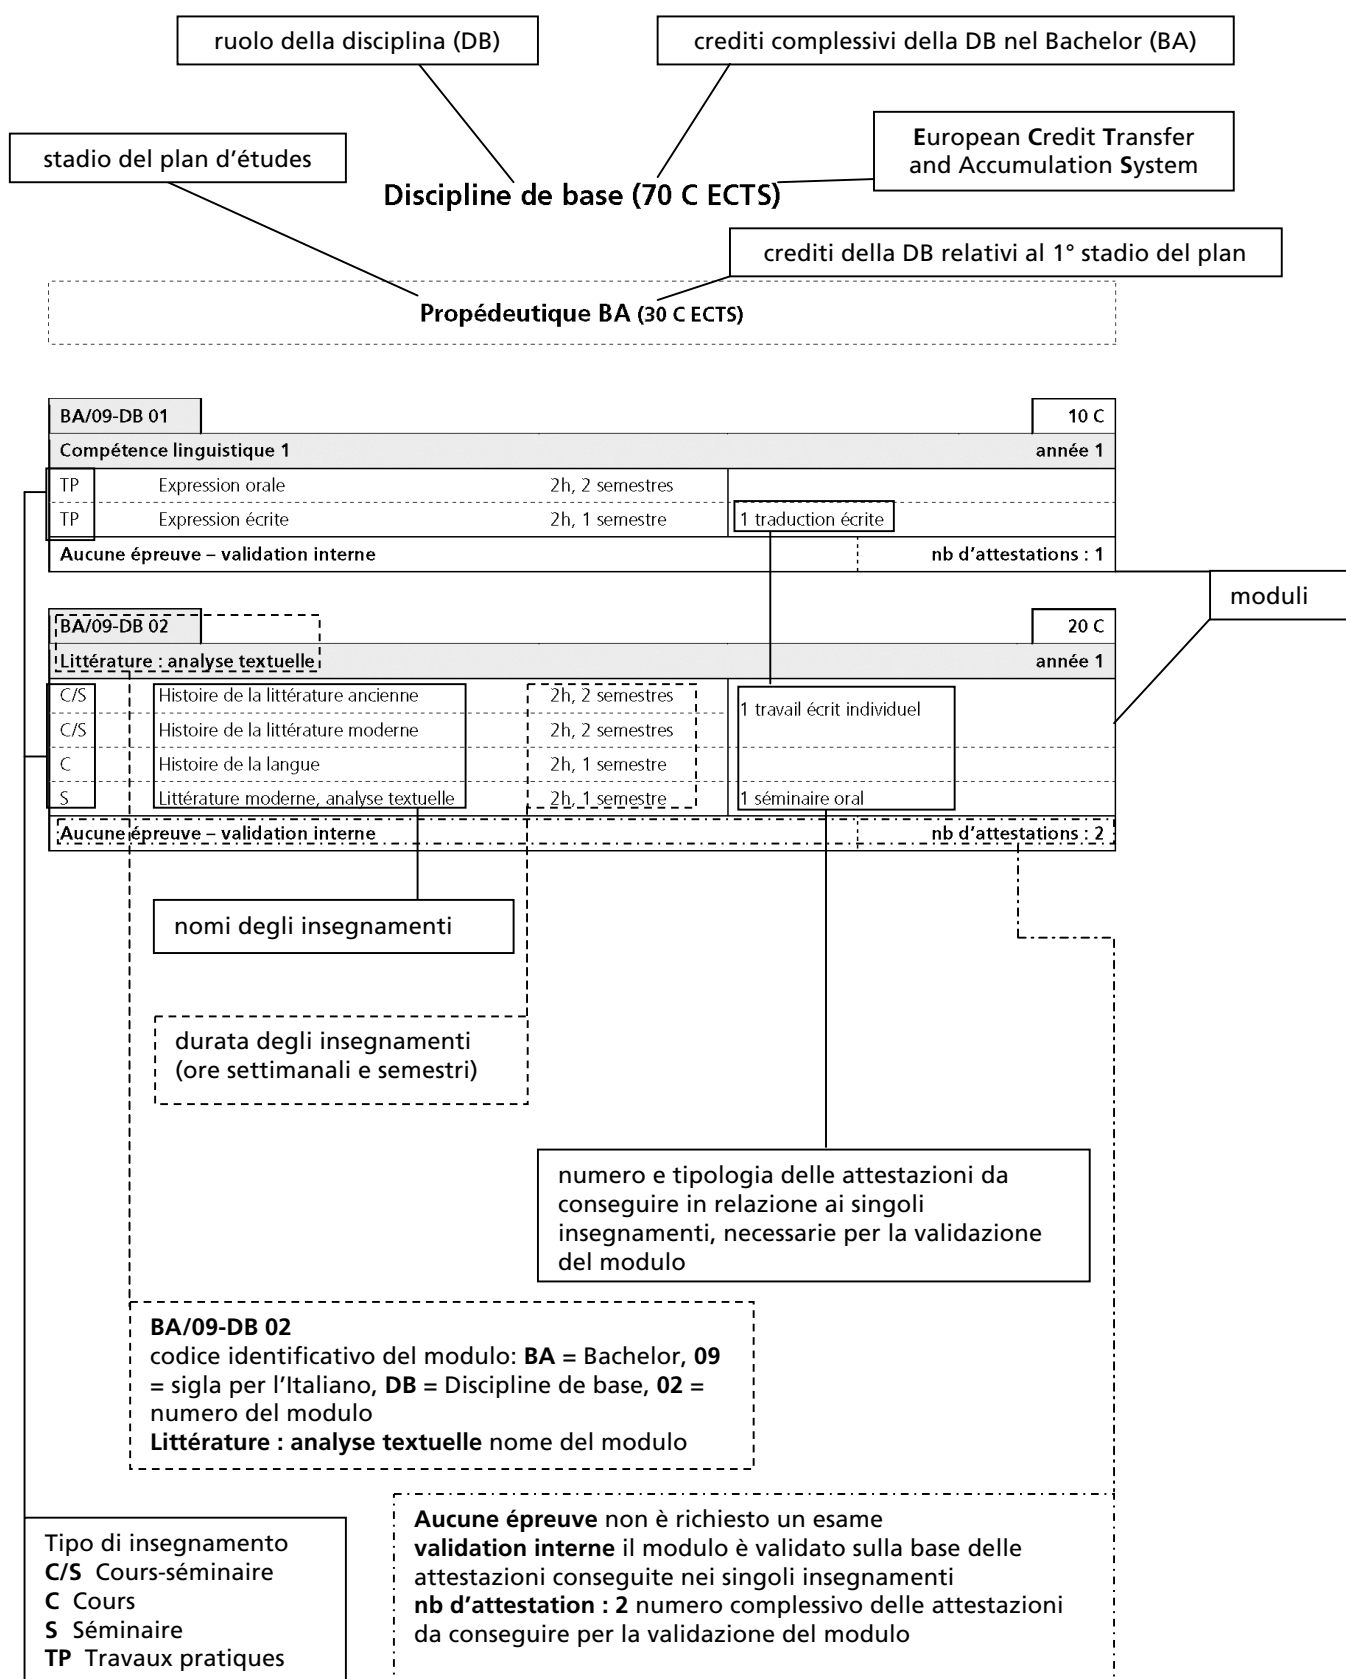 ruolo della disciplina (DB)
crediti complessivi della DB nel Bachelor (BA)
European Credit Transfer
and Accumulation System
stadio del plan d'études
Discipline de base (70 C ECTS)
crediti della DB relativi al 1° stadio del plan
Propédeutique BA (30 C ECTS)
BA/09-DB 01 10 C
Compétence linguistique 1 année 1
TP Expression orale 2h, 2 semestres
TP Expression écrite 2h, 1 semestre 1 traduction écrite
Aucune épreuve – validation interne nb d'attestations : 1
moduli
BA/09-DB 02 20 C
Littérature : analyse textuelle année 1
C/S Histoire de la littérature ancienne 2h, 2 semestres
1 travail écrit individuel
C/S Histoire de la littérature moderne 2h, 2 semestres
C Histoire de la langue 2h, 1 semestre
S Littérature moderne, analyse textuelle 2h, 1 semestre 1 séminaire oral
Aucune épreuve – validation interne nb d'attestations : 2
nomi degli insegnamenti
durata degli insegnamenti
(ore settimanali e semestri)
numero e tipologia delle attestazioni da
conseguire in relazione ai singoli
insegnamenti, necessarie per la validazione
del modulo
BA/09-DB 02
codice identificativo del modulo: BA = Bachelor, 09
= sigla per l'Italiano, DB = Discipline de base, 02 =
numero del modulo
Littérature : analyse textuelle nome del modulo
Tipo di insegnamento
C/S Cours-séminaire
C Cours
S Séminaire
TP Travaux pratiques
Aucune épreuve non è richiesto un esame
validation interne il modulo è validato sulla base delle
attestazioni conseguite nei singoli insegnamenti
nb d'attestation : 2 numero complessivo delle attestazioni
da conseguire per la validazione del modulo